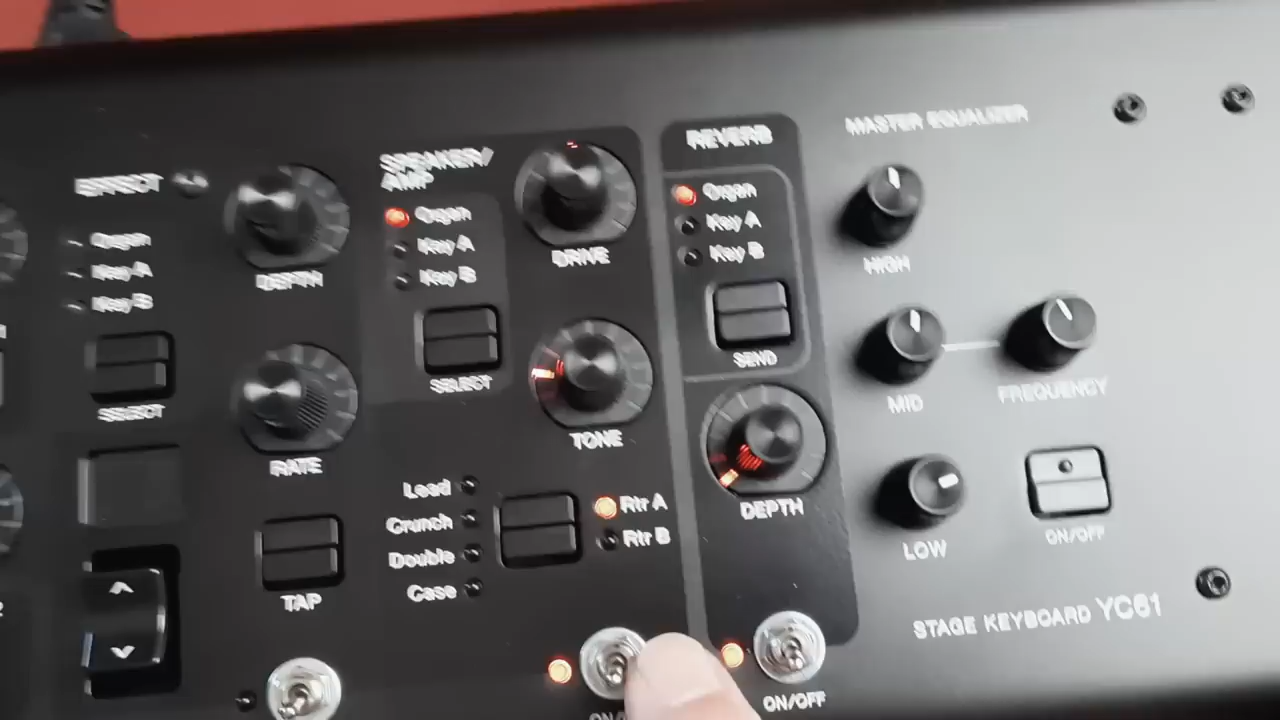 EFFECT
Organ
Key A
Key B
SELECT
DEPTH
RATE
TAP
SPEAKER/
AMP
Organ
Key A
Key B
SELECT
DRIVE
TONE
Lead
Crunch
Double
Case
Rtr A
Rtr B
REVERB
Organ
Key A
Key B
SEND
DEPTH
ON/OFF
MASTER EQUALIZER
HIGH
MID
FREQUENCY
LOW
ON/OFF
STAGE KEYBOARD YC61